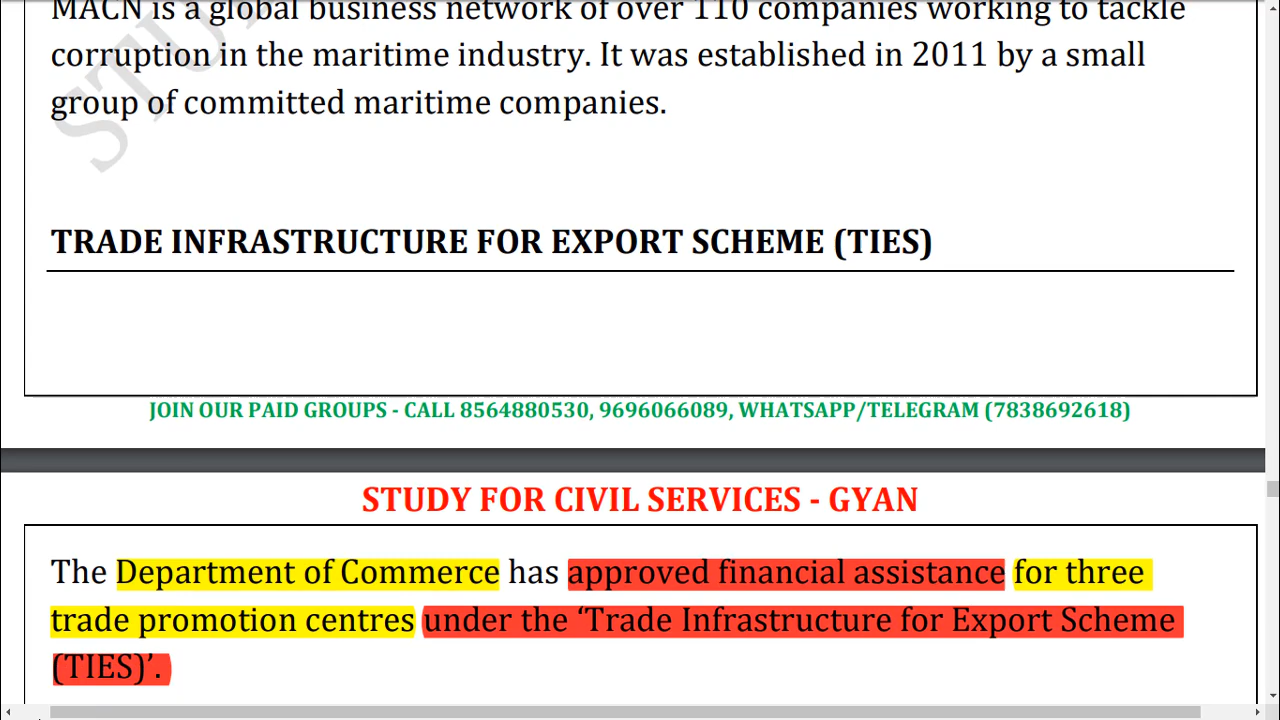 MACN is a global business network of over 110 companies working to tackle
corruption in the maritime industry. It was established in 2011 by a small
group of committed maritime companies.
TRADE INFRASTRUCTURE FOR EXPORT SCHEME (TIES)
JOIN OUR PAID GROUPS - CALL 8564880530, 9696066089, WHATSAPP/TELEGRAM (7838692618)
STUDY FOR CIVIL SERVICES - GYAN
The Department of Commerce has approved financial assistance for three
trade promotion centres under the ‘Trade Infrastructure for Export Scheme
(TIES)’.